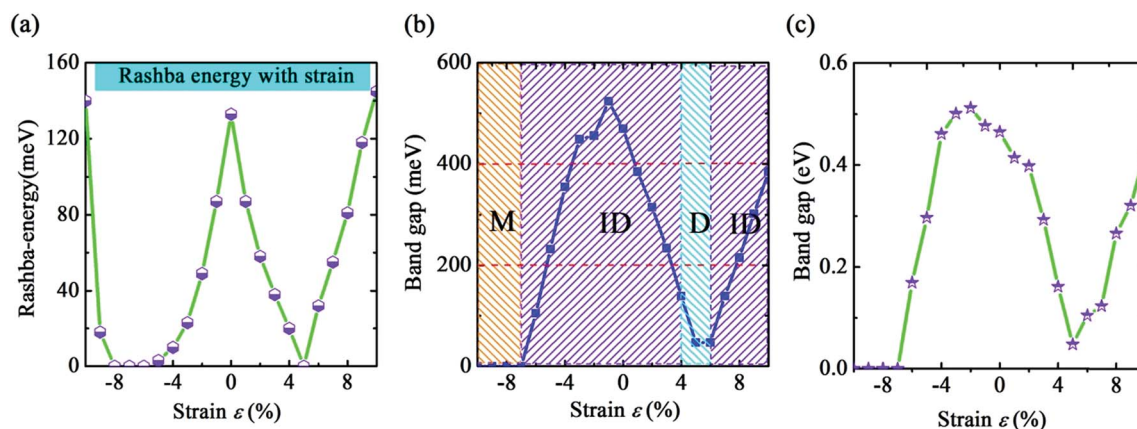 (a)
160
Rashba energy with strain
120
80
40
0
Rashba-energy(meV)
-8 -4 0 4 8
Strain ε (%)
(b)
600
400
200
0
Band gap (meV)
M ID D ID
-8 -4 0 4 8
Strain ε (%)
(c)
0.6
0.4
0.2
0.0
Band gap (eV)
-8 -4 0 4 8
Strain ε (%)